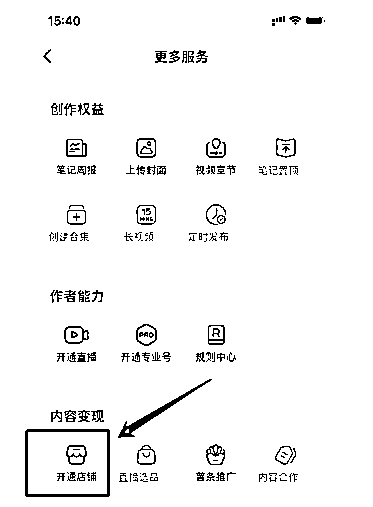 15:40
更多服务
创作权益
笔记周报 上传封面 视频章节 笔记置顶
15 MINS
创建合集 长视频 定时发布
作者能力
PRO R
开通直播 开通专业号 规则中心
内容变现
开通店铺 直播选品 薯条推广 内容合作